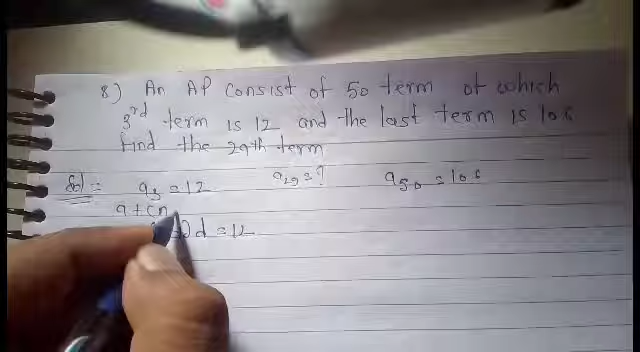 8) An AP consist of 50 term of which
3rd term is 12 and the last term is 106
find the 29th term
Sol = a₃ = 12 a₂₉ = ? a₅₀ = 106
a + (n
d = 12